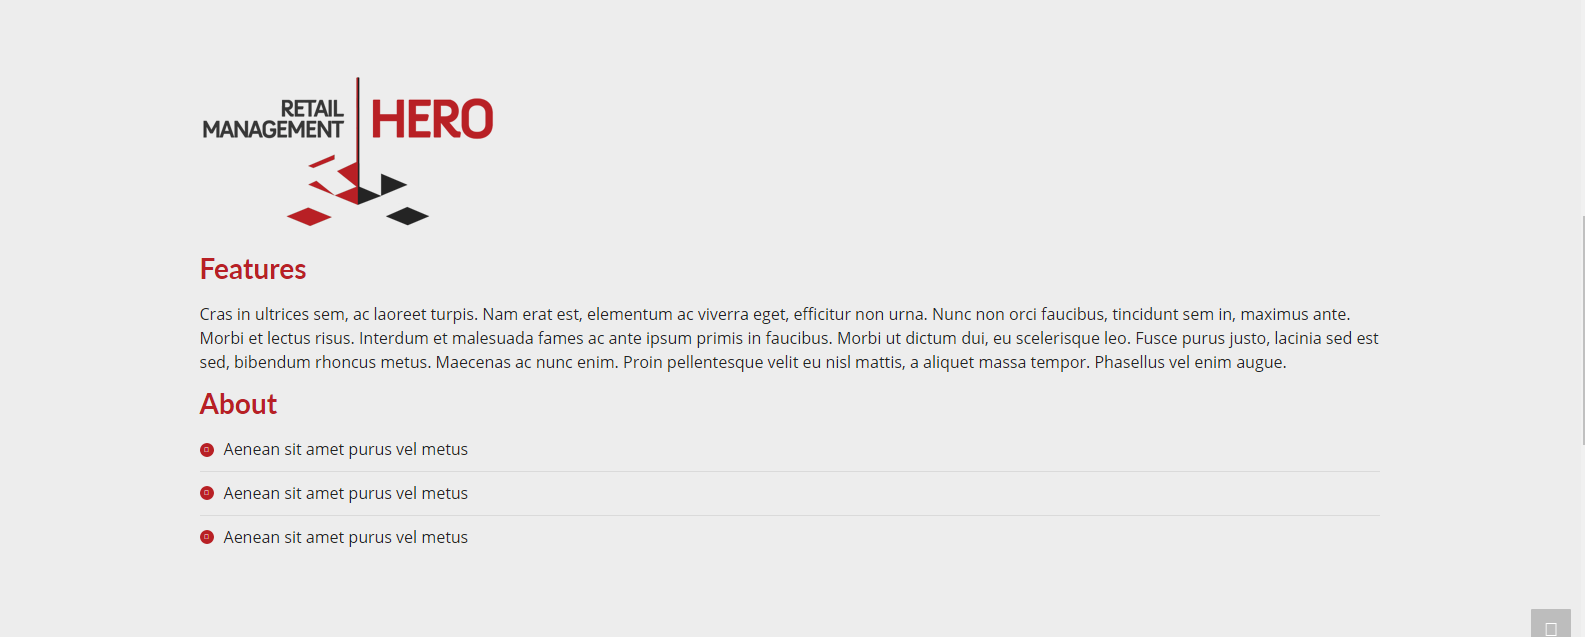 RETAIL
MANAGEMENT
HERO
Features
Cras in ultrices sem, ac laoreet turpis. Nam erat est, elementum ac viverra eget, efficitur non urna. Nunc non orci faucibus, tincidunt sem in, maximus ante.
Morbi et lectus risus. Interdum et malesuada fames ac ante ipsum primis in faucibus. Morbi ut dictum dui, eu scelerisque leo. Fusce purus justo, lacinia sed est
sed, bibendum rhoncus metus. Maecenas ac nunc enim. Proin pellentesque velit eu nisl mattis, a aliquet massa tempor. Phasellus vel enim augue.
About
Aenean sit amet purus vel metus
Aenean sit amet purus vel metus
Aenean sit amet purus vel metus